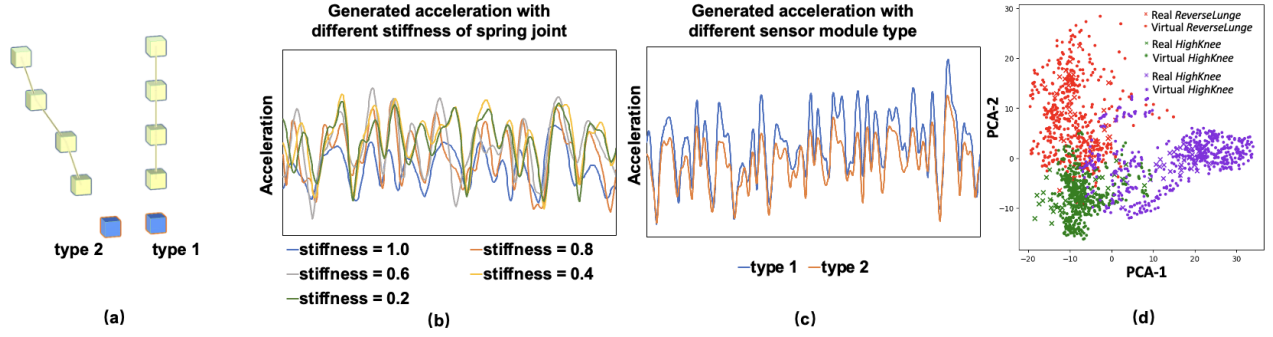 type 2
type 1
(a)
Generated acceleration with
different stiffness of spring joint
Acceleration
stiffness = 1.0
stiffness = 0.8
stiffness = 0.6
stiffness = 0.4
stiffness = 0.2
(b)
Generated acceleration with
different sensor module type
Acceleration
type 1
type 2
(c)
Real ReverseLunge
Virtual ReverseLunge
Real HighKnee
Virtual HighKnee
Real HighKnee
Virtual HighKnee
PCA-2
30
20
10
0
−10
−20
−10
0
10
20
30
PCA-1
(d)